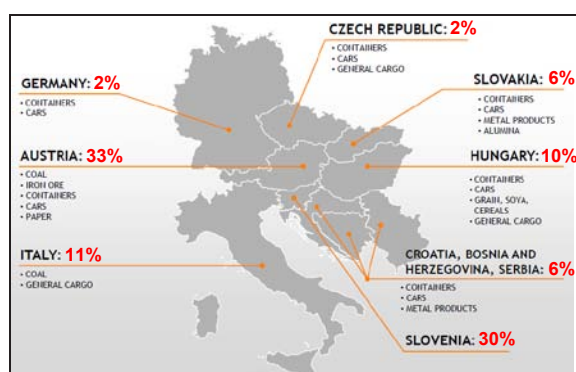 CZECH REPUBLIC: 2%
• CONTAINERS
• CARS
• GENERAL CARGO
GERMANY: 2%
• CONTAINERS
• CARS
SLOVAKIA: 6%
• CONTAINERS
• CARS
• METAL PRODUCTS
• ALUMINA
AUSTRIA: 33%
• COAL
• IRON ORE
• CONTAINERS
• CARS
• PAPER
HUNGARY: 10%
• CONTAINERS
• CARS
• GRAIN, SOYA,
CEREALS
• GENERAL CARGO
ITALY: 11%
• COAL
• GENERAL CARGO
CROATIA, BOSNIA AND
HERZEGOVINA, SERBIA: 6%
• CONTAINERS
• CARS
• METAL PRODUCTS
SLOVENIA: 30%